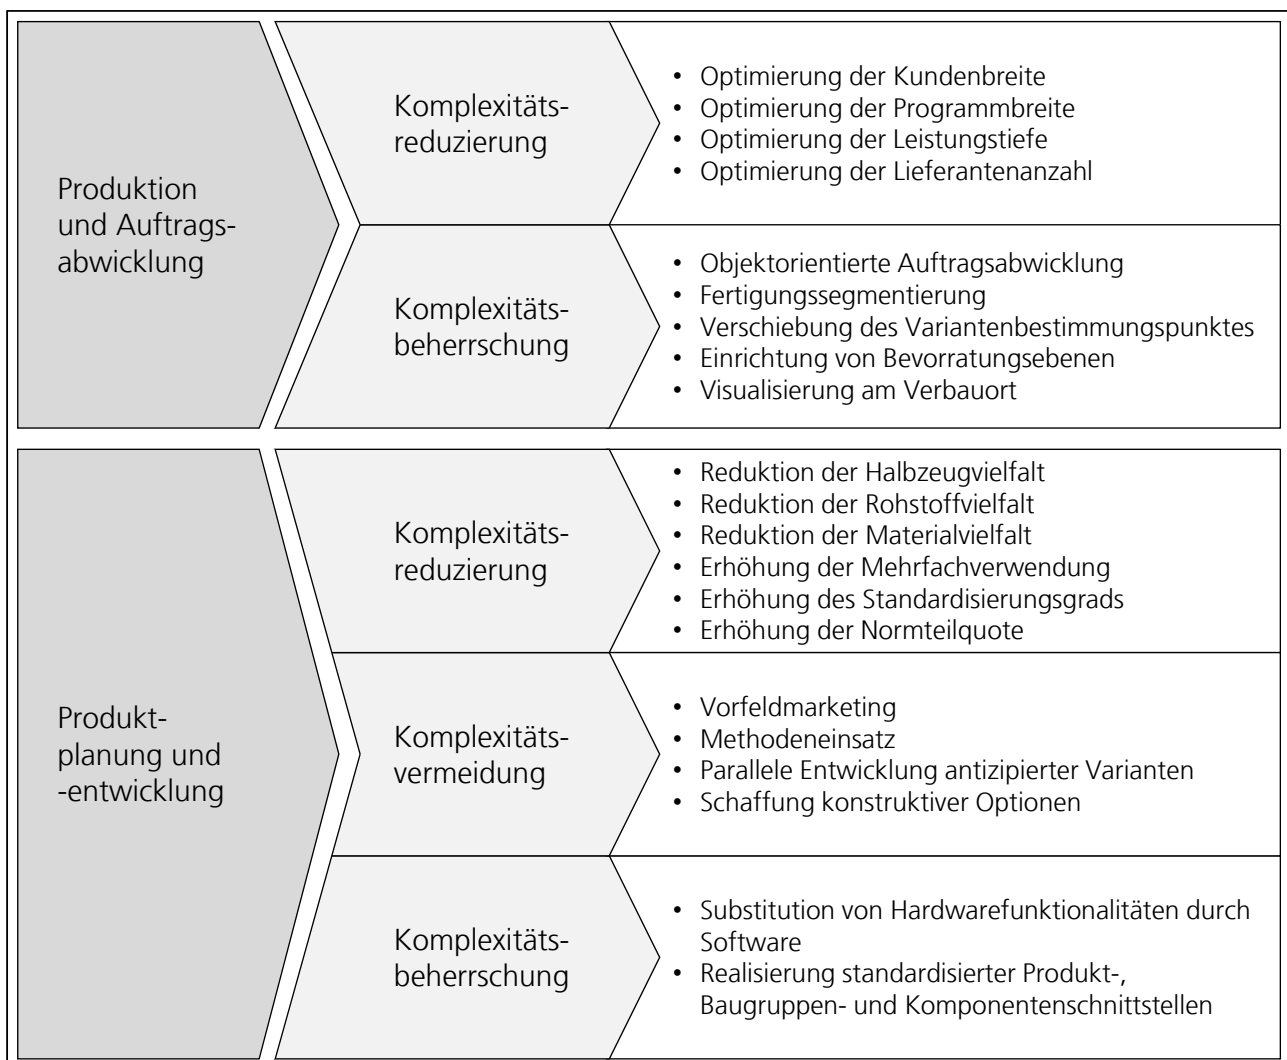 Produktion
und Auftrags-
abwicklung
Komplexitäts-
reduzierung
• Optimierung der Kundenbreite
• Optimierung der Programmbreite
• Optimierung der Leistungstiefe
• Optimierung der Lieferantenanzahl
Komplexitäts-
beherrschung
• Objektorientierte Auftragsabwicklung
• Fertigungssegmentierung
• Verschiebung des Variantenbestimmungspunktes
• Einrichtung von Bevorratungsebenen
• Visualisierung am Verbauort
Produkt-
planung und
-entwicklung
Komplexitäts-
reduzierung
• Reduktion der Halbzeugvielfalt
• Reduktion der Rohstoffvielfalt
• Reduktion der Materialvielfalt
• Erhöhung der Mehrfachverwendung
• Erhöhung des Standardisierungsgrads
• Erhöhung der Normteilquote
Komplexitäts-
vermeidung
• Vorfeldmarketing
• Methodeneinsatz
• Parallele Entwicklung antizipierter Varianten
• Schaffung konstruktiver Optionen
Komplexitäts-
beherrschung
• Substitution von Hardwarefunktionalitäten durch
Software
• Realisierung standardisierter Produkt-,
Baugruppen- und Komponentenschnittstellen